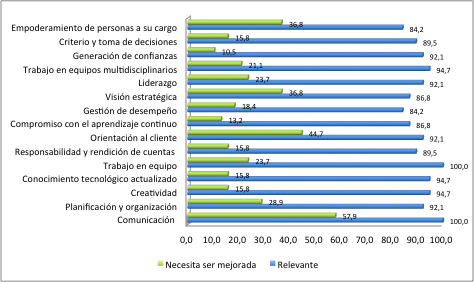 Empoderamiento de personas a su cargo 36,8 84,2
Criterio y toma de decisiones 15,8 89,5
Generación de confianzas 10,5 92,1
Trabajo en equipos multidisciplinarios 21,1 94,7
Liderazgo 23,7 92,1
Visión estratégica 36,8 86,8
Gestión de desempeño 18,4 84,2
Compromiso con el aprendizaje continuo 13,2 86,8
Orientación al cliente 44,7 92,1
Responsabilidad y rendición de cuentas 15,8 89,5
Trabajo en equipo 23,7 100,0
Conocimiento tecnológico actualizado 15,8 94,7
Creatividad 15,8 94,7
Planificación y organización 28,9 92,1
Comunicación 57,9 100,0
0,0 10,0 20,0 30,0 40,0 50,0 60,0 70,0 80,0 90,0 100,0
Necesita ser mejorada Relevante